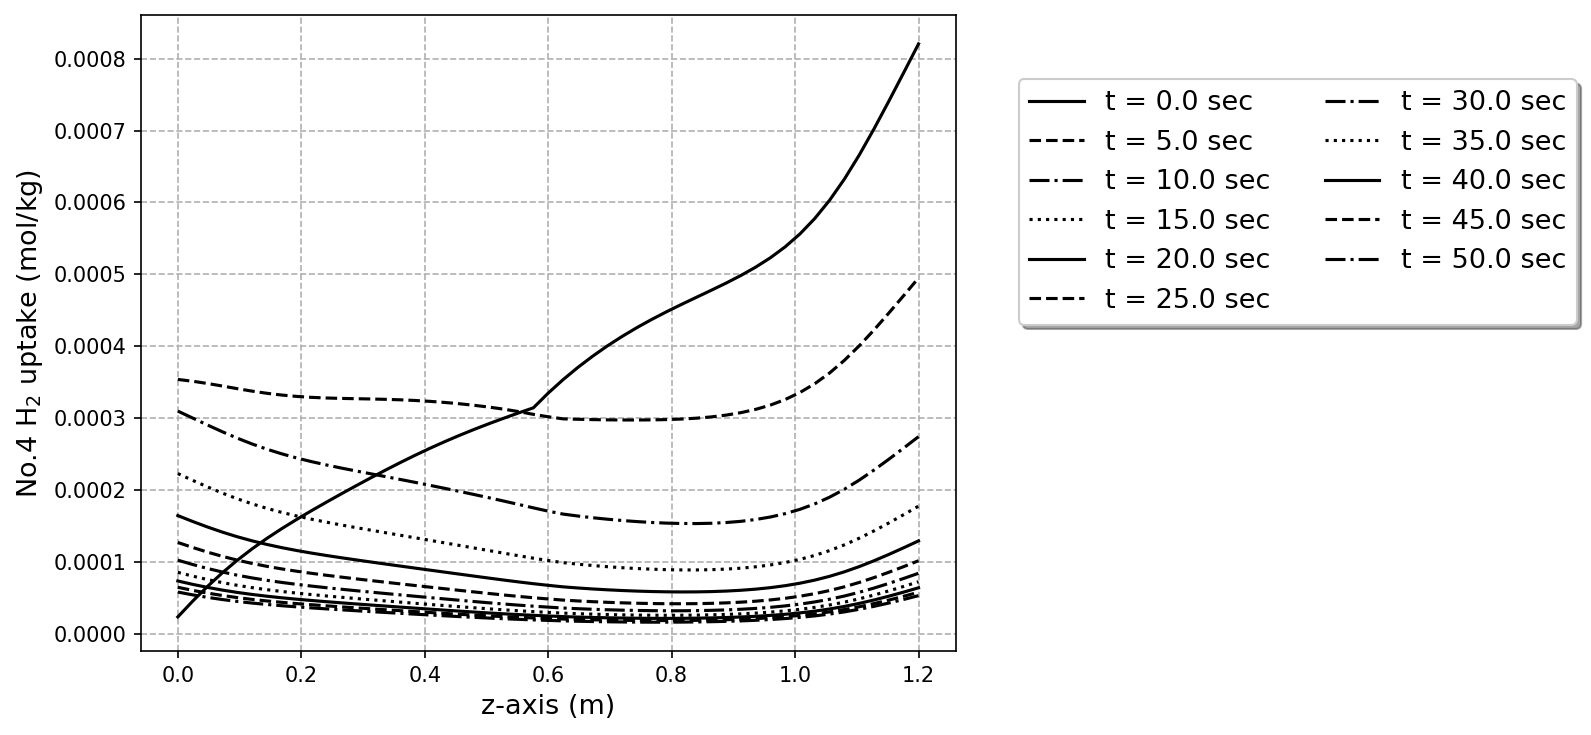 No.4 H₂ uptake (mol/kg)
0.0008
0.0007
0.0006
0.0005
0.0004
0.0003
0.0002
0.0001
0.0000
0.0 0.2 0.4 0.6 0.8 1.0 1.2
z-axis (m)
t = 0.0 sec
t = 5.0 sec
t = 10.0 sec
t = 15.0 sec
t = 20.0 sec
t = 25.0 sec
t = 30.0 sec
t = 35.0 sec
t = 40.0 sec
t = 45.0 sec
t = 50.0 sec